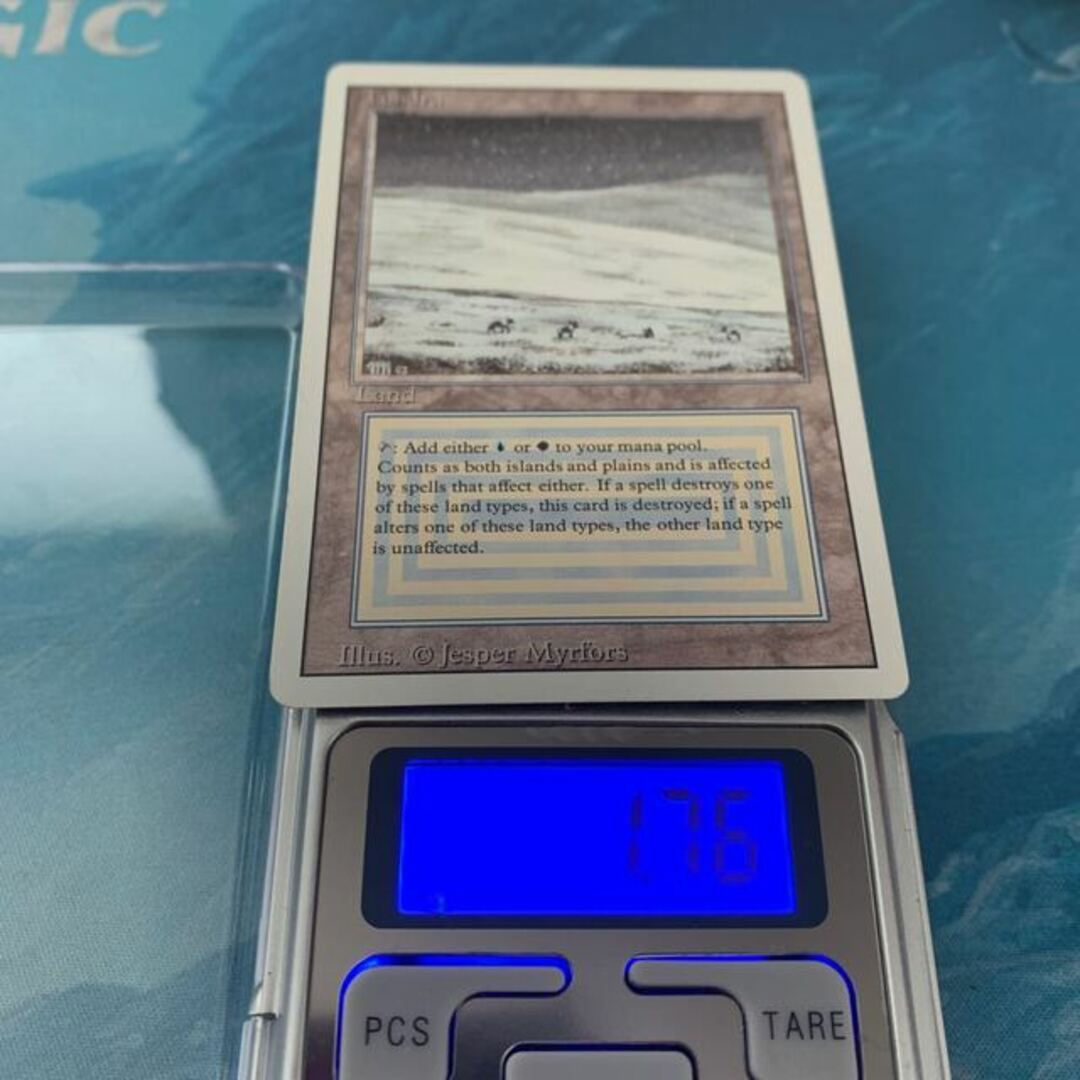 GIC
Land
: Add either or to your mana pool.
Counts as both islands and plains and is affected
by spells that affect either. If a spell destroys one
of these land types, this card is destroyed; if a spell
alters one of these land types, the other land type
is unaffected.
Illus. © Jesper Myrfors
1.76
PCS
TARE